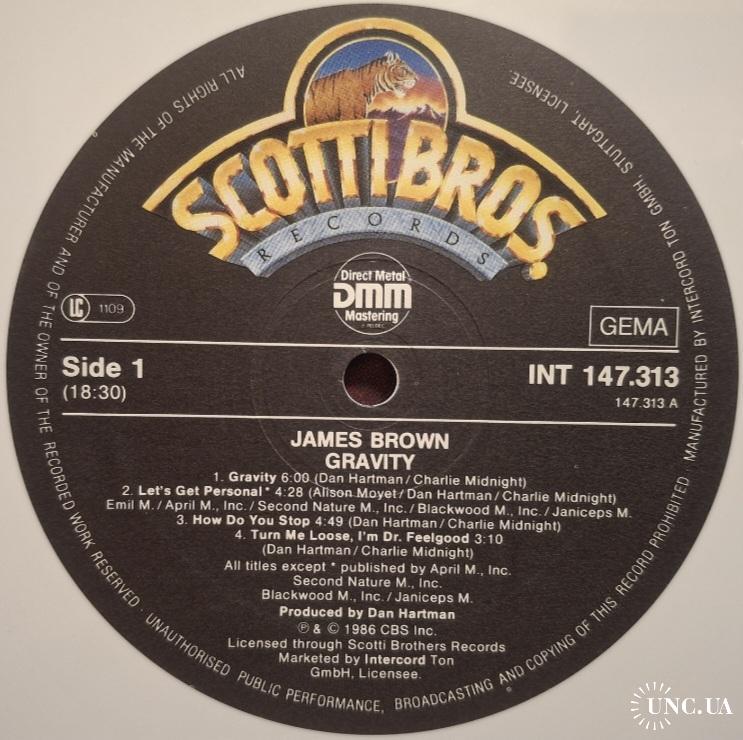 SCOTTI BROS.
RECORDS
Direct Metal
DMM
Mastering
LC 1109
GEMA
Side 1
(18:30)
INT 147.313
147.313 A
JAMES BROWN
GRAVITY
1. Gravity 6:00 (Dan Hartman/Charlie Midnight)
2. Let's Get Personal* 4:28 (Alison Moyet/Dan Hartman/Charlie Midnight)
Emil M./April M., Inc./Second Nature M., Inc./Blackwood M., Inc./Janiceps M.
3. How Do You Stop 4:49 (Dan Hartman/Charlie Midnight)
4. Turn Me Loose, I'm Dr. Feelgood 3:10
(Dan Hartman/Charlie Midnight)
All titles except * published by April M., Inc.
Second Nature M., Inc.
Blackwood M., Inc./Janiceps M.
Produced by Dan Hartman
℗ & © 1986 CBS Inc.
Licensed through Scotti Brothers Records
Marketed by Intercord Ton
GmbH, Licensee.
ALL RIGHTS OF THE MANUFACTURER AND OF THE OWNER OF THE RECORDED WORK RESERVED · UNAUTHORISED PUBLIC PERFORMANCE, BROADCASTING AND COPYING OF THIS RECORD PROHIBITED · MANUFACTURED BY INTERCORD TON GMBH, STUTTGART, LICENSEE.
UNC.UA